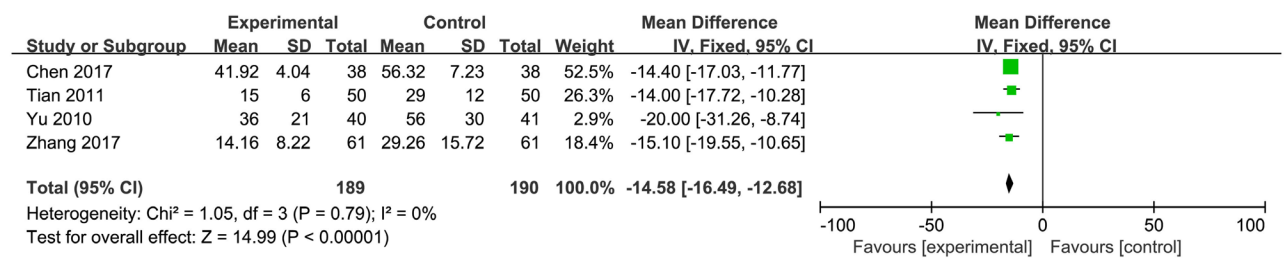 Experimental Control Mean Difference Mean Difference
Study or Subgroup Mean SD Total Mean SD Total Weight IV, Fixed, 95% CI IV, Fixed, 95% CI
Chen 2017 41.92 4.04 38 56.32 7.23 38 52.5% -14.40 [-17.03, -11.77]
Tian 2011 15 6 50 29 12 50 26.3% -14.00 [-17.72, -10.28]
Yu 2010 36 21 40 56 30 41 2.9% -20.00 [-31.26, -8.74]
Zhang 2017 14.16 8.22 61 29.26 15.72 61 18.4% -15.10 [-19.55, -10.65]
Total (95% CI) 189 190 100.0% -14.58 [-16.49, -12.68]
Heterogeneity: Chi² = 1.05, df = 3 (P = 0.79); I² = 0%
Test for overall effect: Z = 14.99 (P < 0.00001)
-100 -50 0 50 100
Favours [experimental] Favours [control]